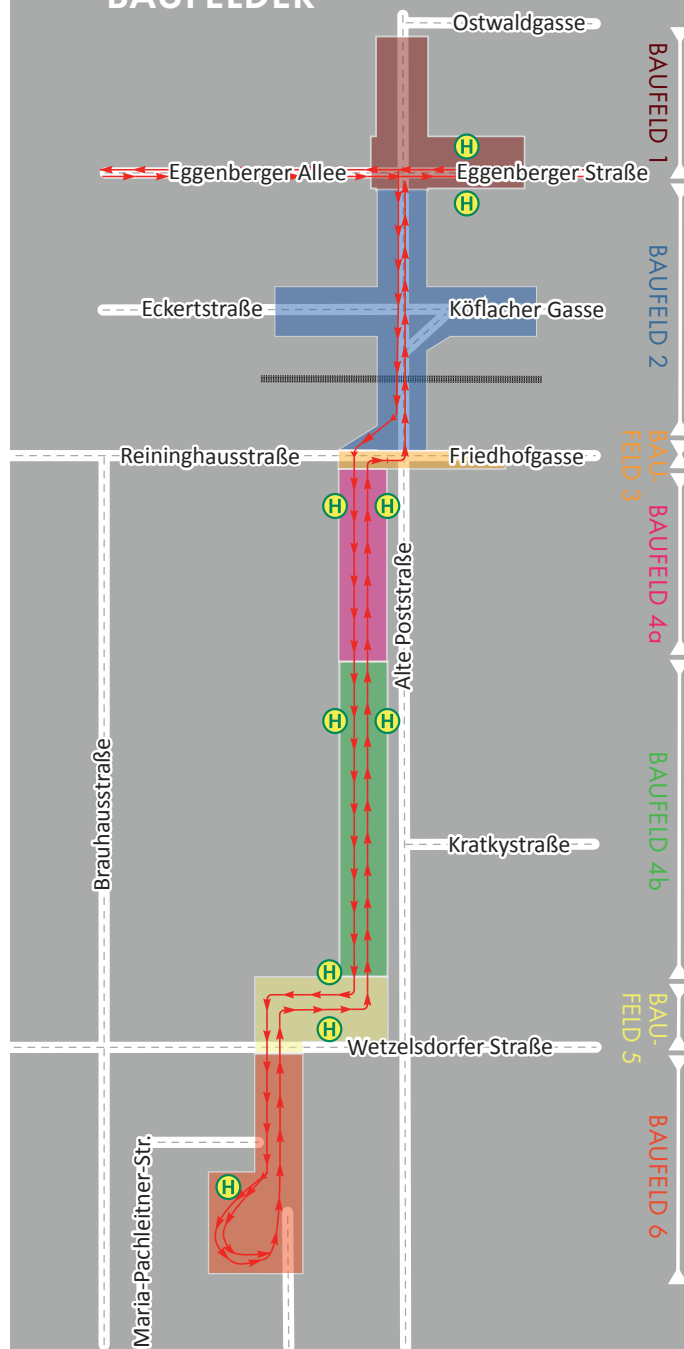 BAUFELDER
Ostwaldgasse
BAUFELD 1
H
Eggenberger Allee
Eggenberger Straße
H
BAUFELD 2
Eckertstraße
Köflacher Gasse
Reininghausstraße
Friedhofgasse
BAU-
FELD 3
H
H
BAUFELD 4a
Alte Poststraße
H
H
BAUFELD 4b
Brauhausstraße
Kratkystraße
H
BAU-
FELD 5
H
Wetzelsdorfer Straße
Maria-Pachleitner-Str.
H
BAUFELD 6